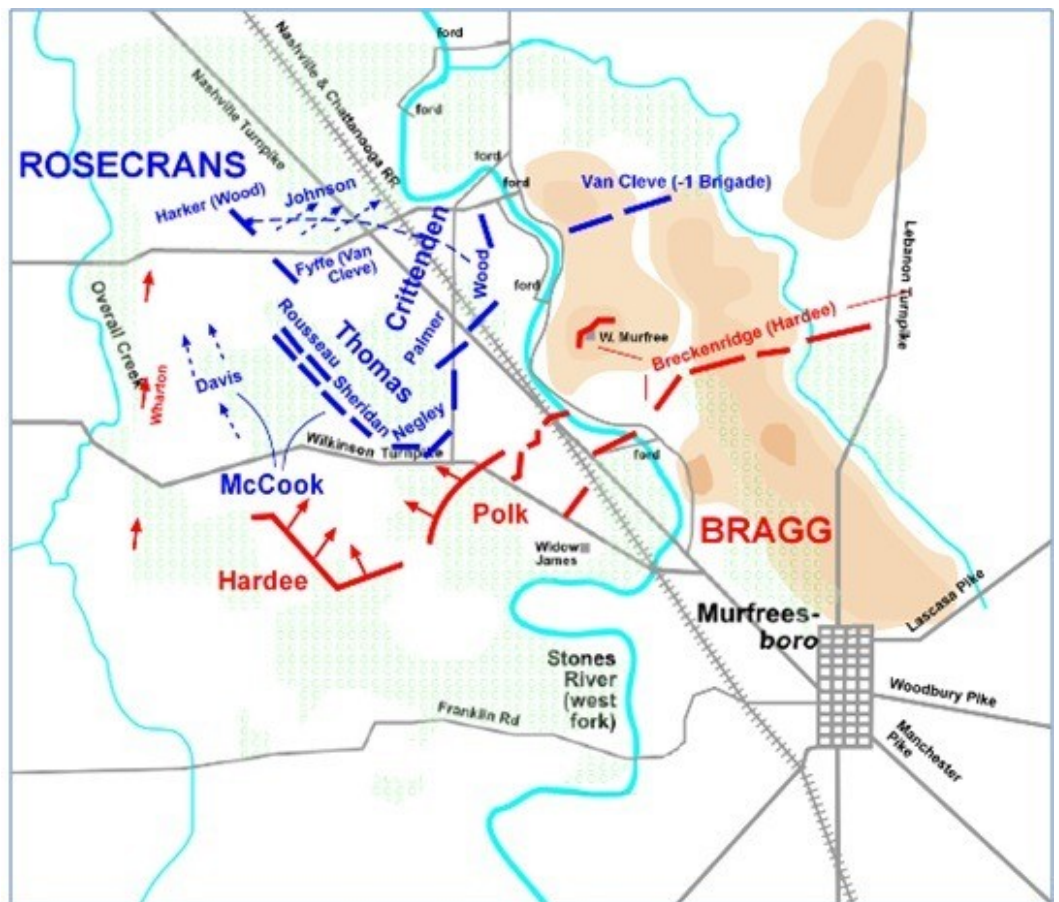 ford
Nashville & Chattanooga RR
Nashville Turnpike
ford
ford
ford
ROSECRANS
Harker (Wood)
Johnson
Van Cleve (-1 Brigade)
Lebanon Turnpike
Fyffe (Van
Cleve)
Crittenden
Wood
ford
Overall Creek
Rousseau
Thomas
Palmer
W. Murfree
Breckenridge (Hardee)
Davis
Wharton
Sheridan
Negley
Wilkinson Turnpike
ford
McCook
Polk
BRAGG
Hardee
Widow
James
Murfrees-
boro
Lascasa Pike
Stones
River
(west
fork)
Woodbury Pike
Franklin Rd
Manchester
Pike